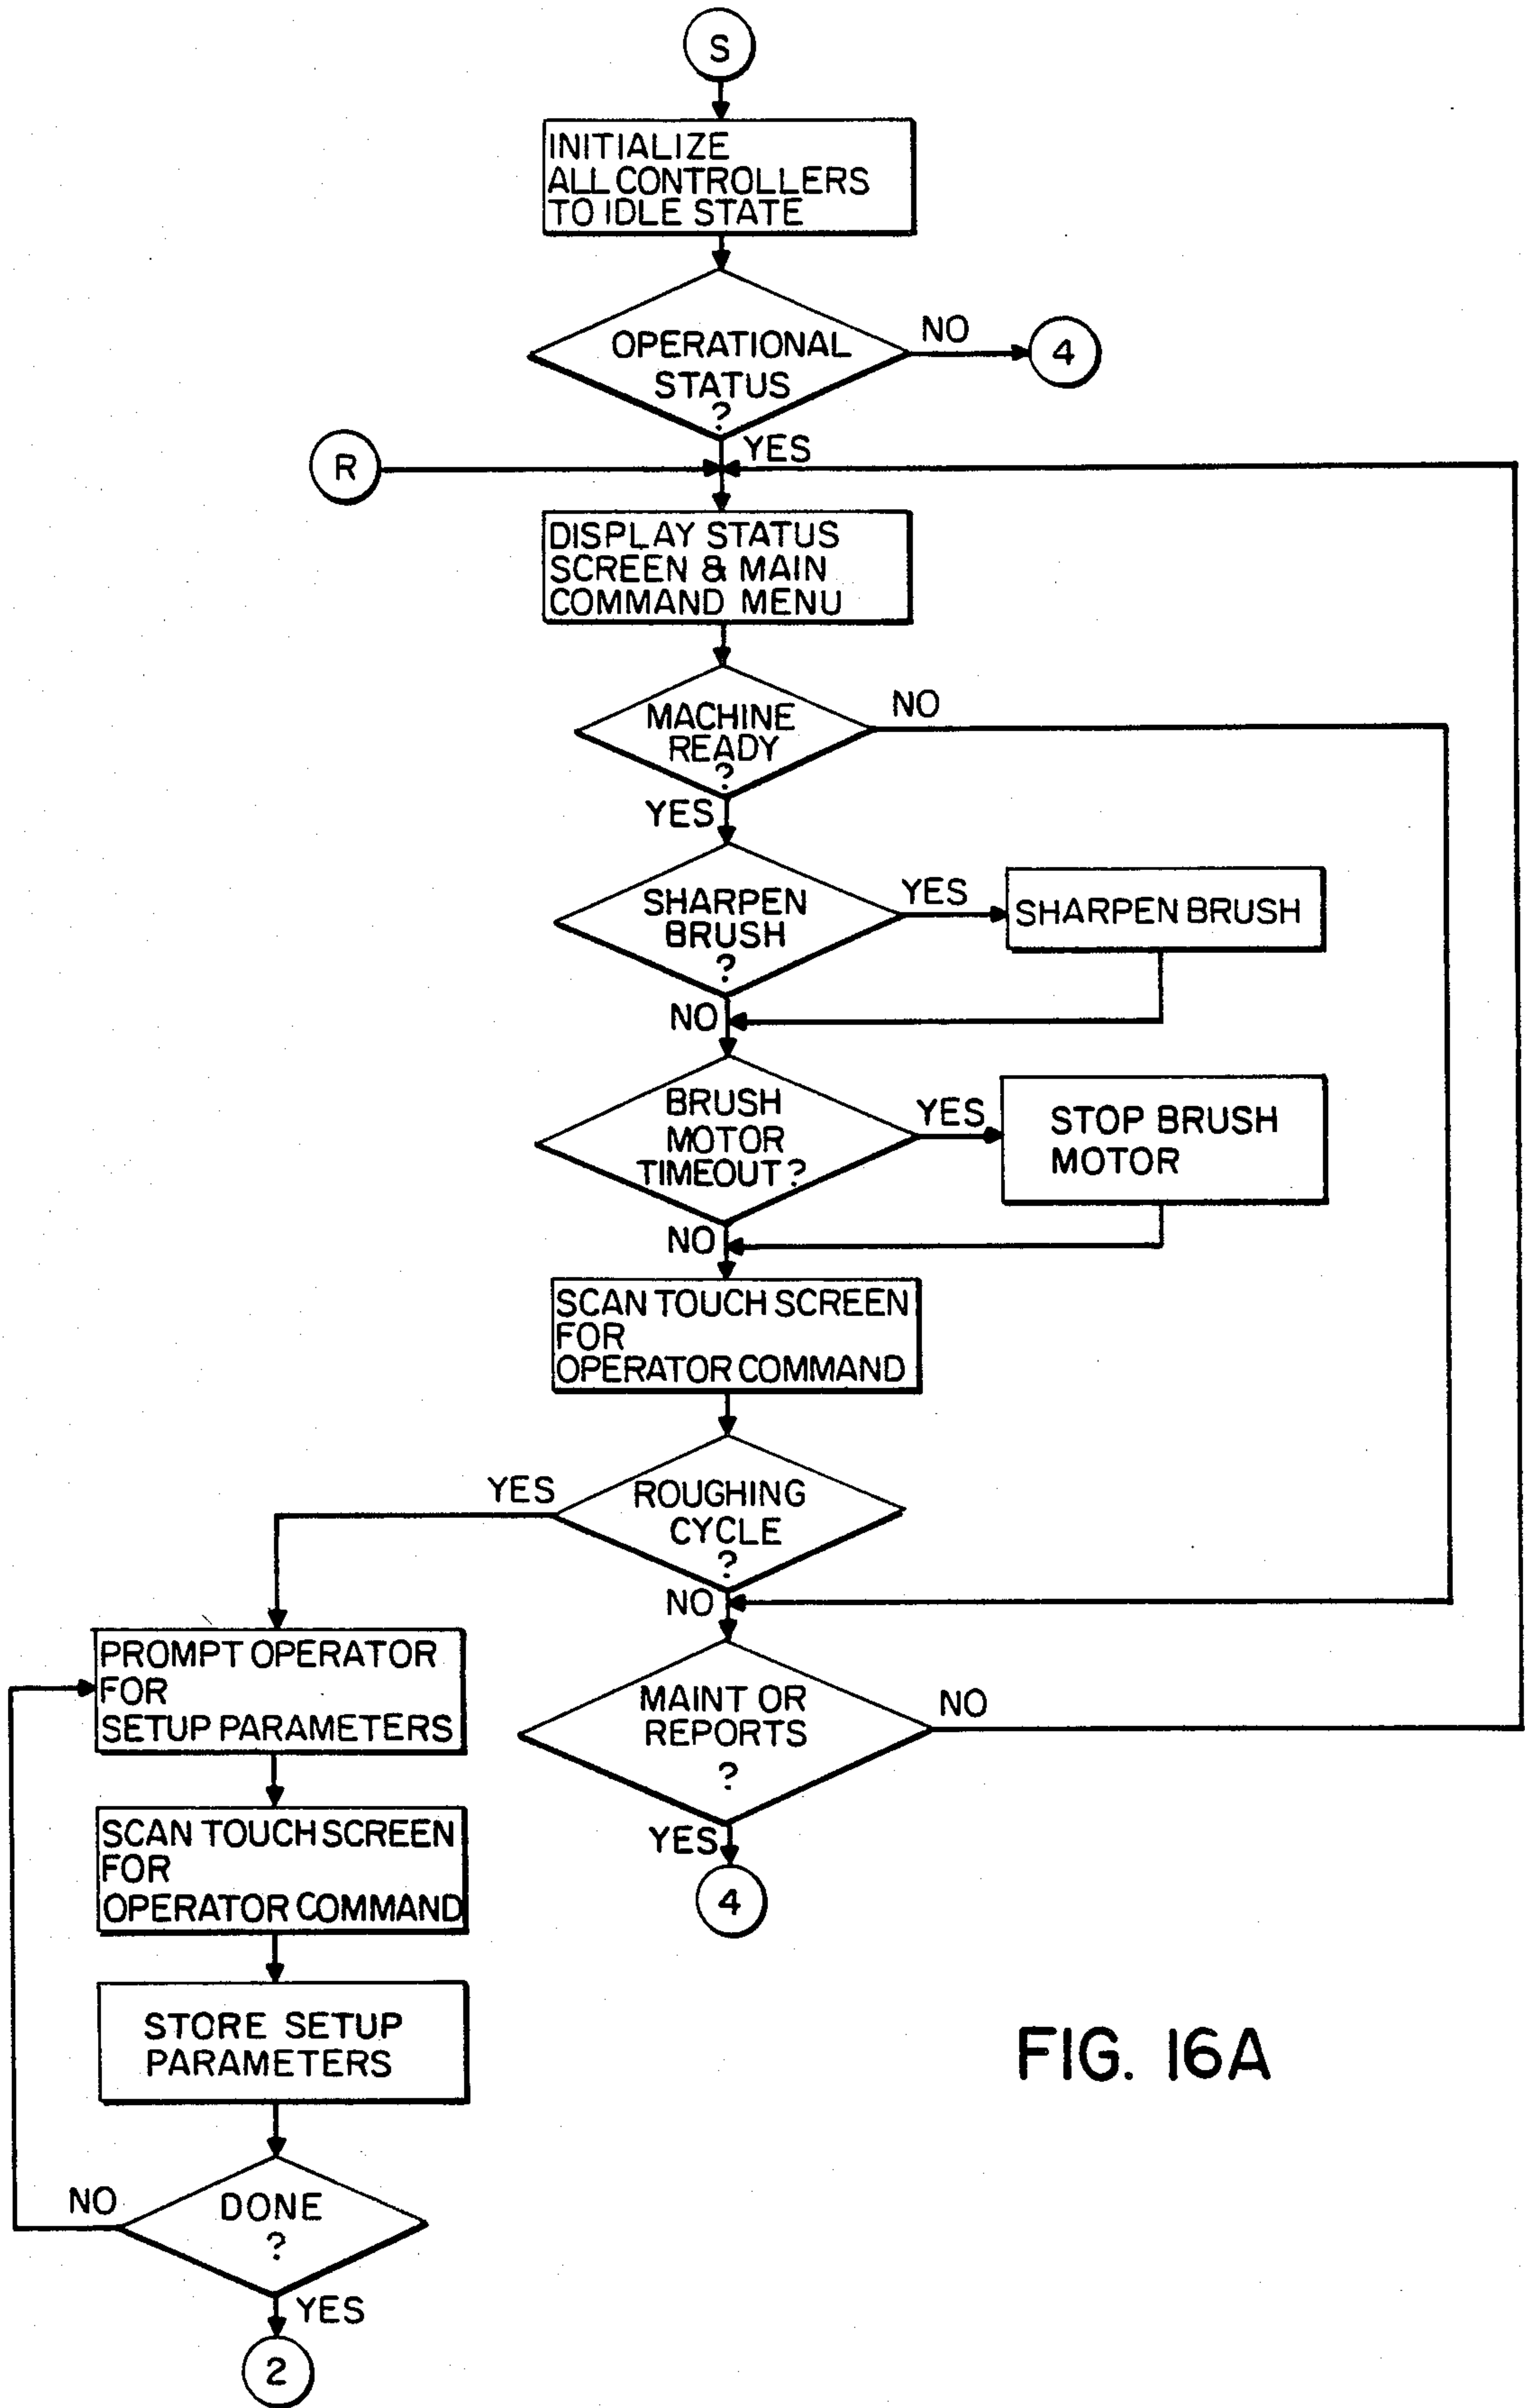 S
INITIALIZE
ALL CONTROLLERS
TO IDLE STATE
OPERATIONAL
STATUS
?
NO
4
YES
R
DISPLAY STATUS
SCREEN & MAIN
COMMAND MENU
MACHINE
READY
?
NO
YES
SHARPEN
BRUSH
?
YES
SHARPEN BRUSH
NO
BRUSH
MOTOR
TIMEOUT?
YES
STOP BRUSH
MOTOR
NO
SCAN TOUCH SCREEN
FOR
OPERATOR COMMAND
ROUGHING
CYCLE
?
YES
NO
MAINT OR
REPORTS
?
NO
YES
4
PROMPT OPERATOR
FOR
SETUP PARAMETERS
SCAN TOUCH SCREEN
FOR
OPERATOR COMMAND
STORE SETUP
PARAMETERS
DONE
?
NO
YES
2
FIG. 16A